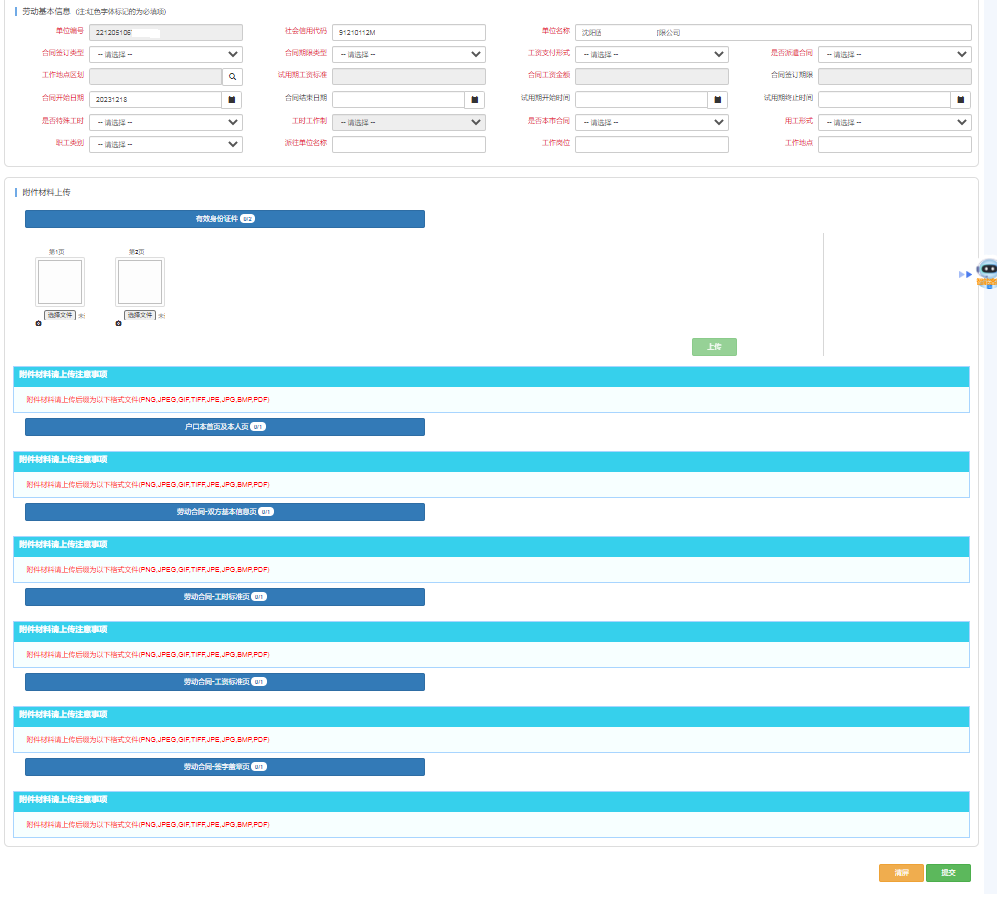 劳动基本信息 (注:红色字体标记的为必填项)
单位编号 221205106 社会信用代码 91210112M 单位名称 沈阳 限公司
合同签订类型 -- 请选择 -- 合同期限类型 -- 请选择 -- 工资支付形式 -- 请选择 -- 是否派遣合同 -- 请选择 --
工作地点区划 试用期工资标准 合同工资金额 合同签订期限
合同开始日期 20231218 合同结束日期 试用期开始时间 试用期终止时间
是否特殊工时 -- 请选择 -- 工时工作制 -- 请选择 -- 是否本市合同 -- 请选择 -- 用工形式 -- 请选择 --
职工类别 -- 请选择 -- 派往单位名称 工作岗位 工作地点
附件材料上传
有效身份证件 0/2
第1页 第2页
选择文件 未 选择文件 未
上传
附件材料请上传注意事项
附件材料请上传后缀为以下格式文件(PNG,JPEG,GIF,TIFF,JPE,JPG,BMP,PDF)
户口本首页及本人页 0/1
附件材料请上传注意事项
附件材料请上传后缀为以下格式文件(PNG,JPEG,GIF,TIFF,JPE,JPG,BMP,PDF)
劳动合同-双方基本信息页 0/1
附件材料请上传注意事项
附件材料请上传后缀为以下格式文件(PNG,JPEG,GIF,TIFF,JPE,JPG,BMP,PDF)
劳动合同-工时标准页 0/1
附件材料请上传注意事项
附件材料请上传后缀为以下格式文件(PNG,JPEG,GIF,TIFF,JPE,JPG,BMP,PDF)
劳动合同-工资标准页 0/1
附件材料请上传注意事项
附件材料请上传后缀为以下格式文件(PNG,JPEG,GIF,TIFF,JPE,JPG,BMP,PDF)
劳动合同-签字盖章页 0/1
附件材料请上传注意事项
附件材料请上传后缀为以下格式文件(PNG,JPEG,GIF,TIFF,JPE,JPG,BMP,PDF)
清屏 提交